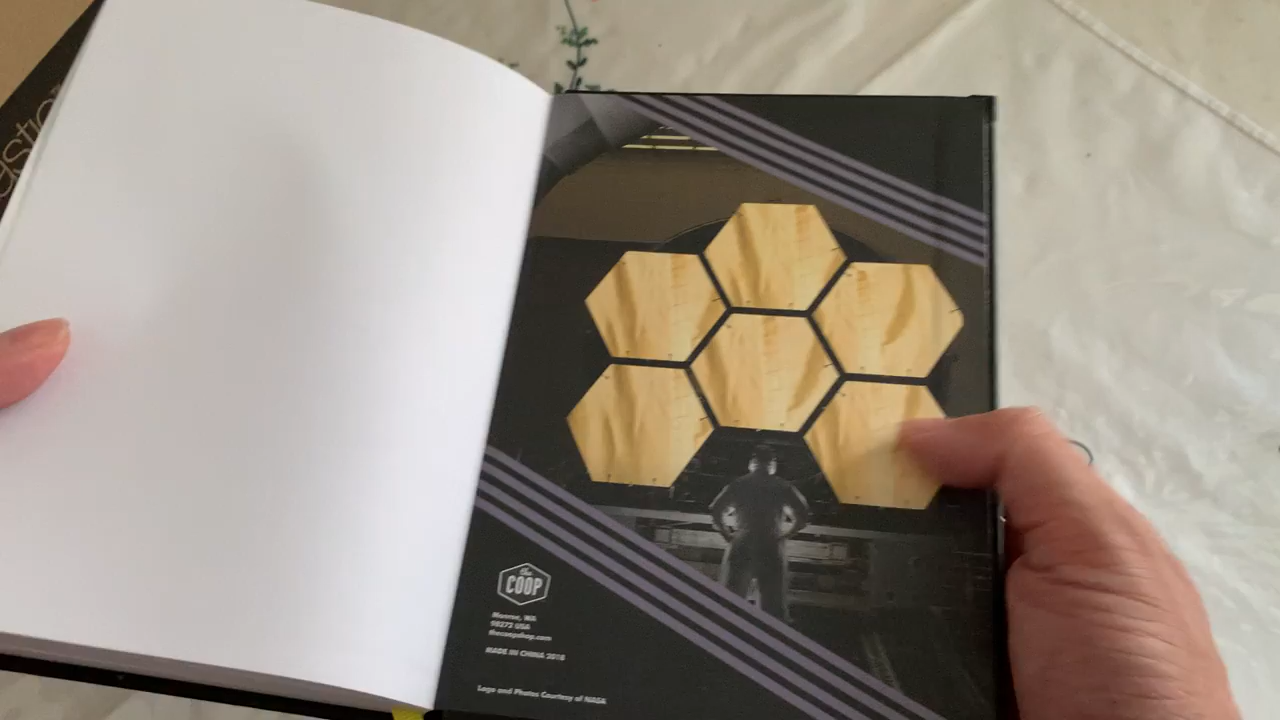 the
COOP
Monroe, WA
98272 USA
thecoopshop.com
MADE IN CHINA 2018
Logo and Photos Courtesy of NASA